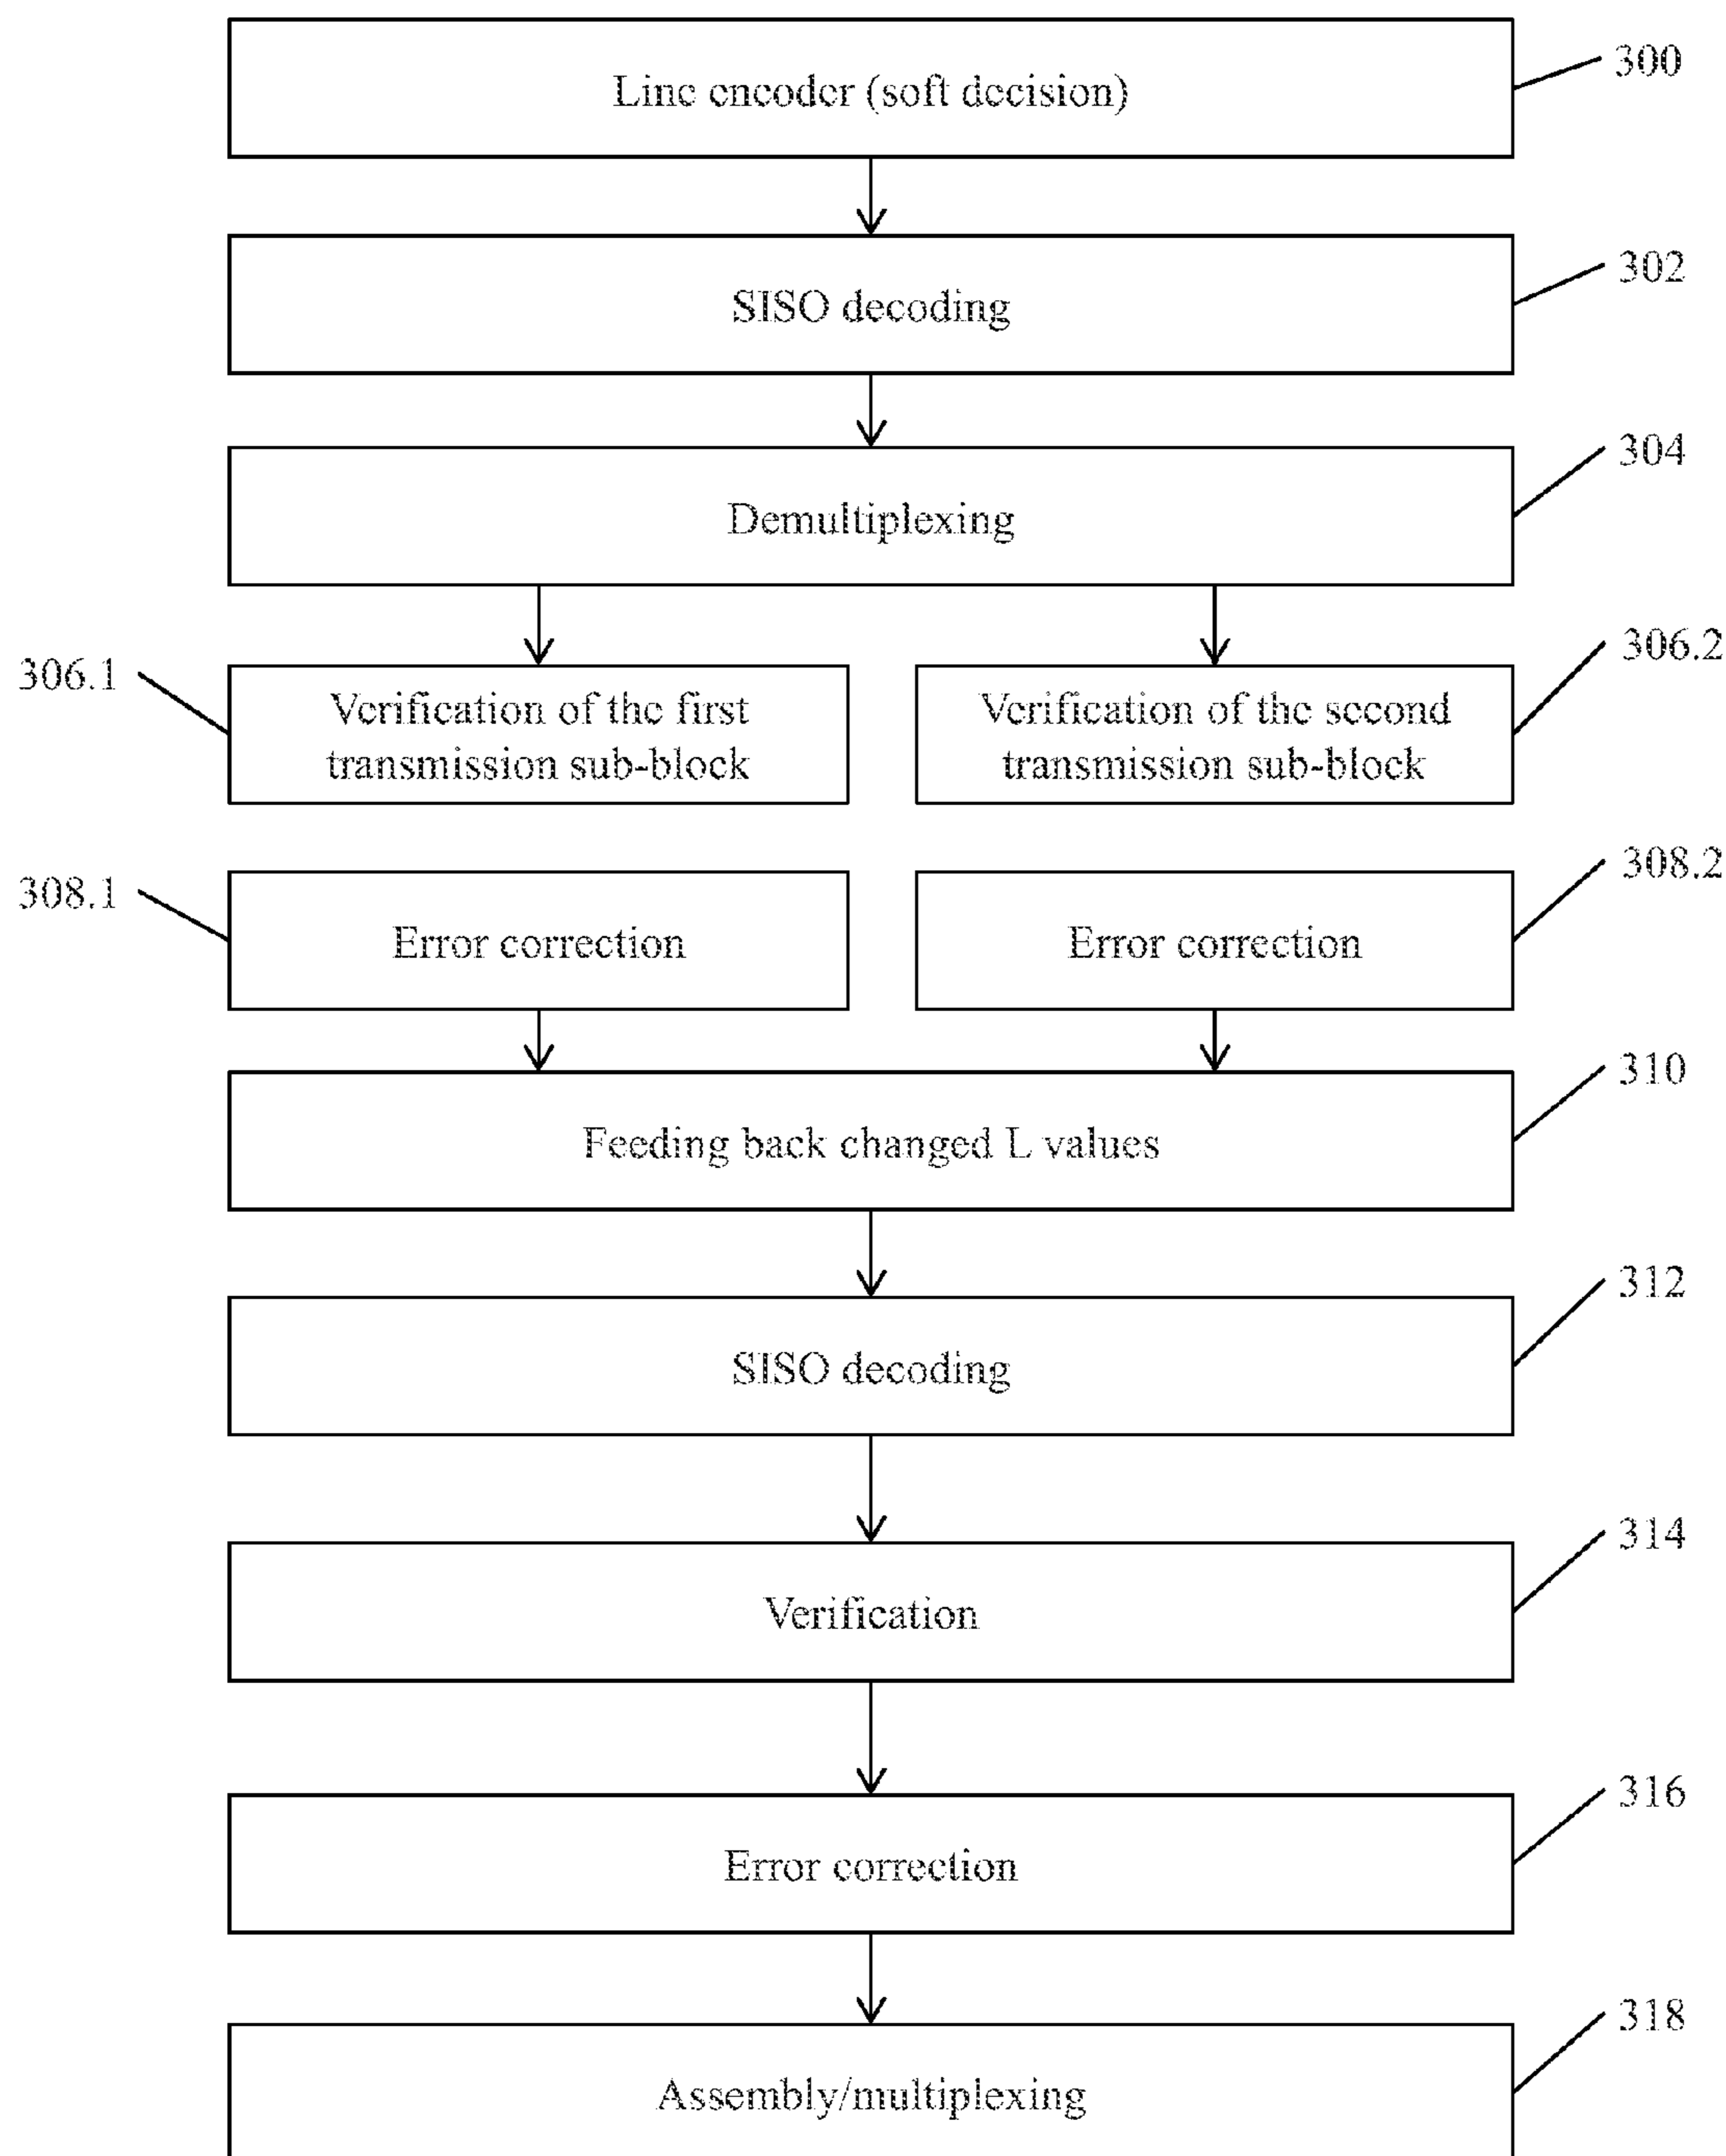 Line encoder (soft decision)
300
SISO decoding
302
Demultiplexing
304
306.1
Verification of the first
transmission sub-block
Verification of the second
transmission sub-block
306.2
308.1
Error correction
Error correction
308.2
Feeding back changed L values
310
SISO decoding
312
Verification
314
Error correction
316
Assembly/multiplexing
318